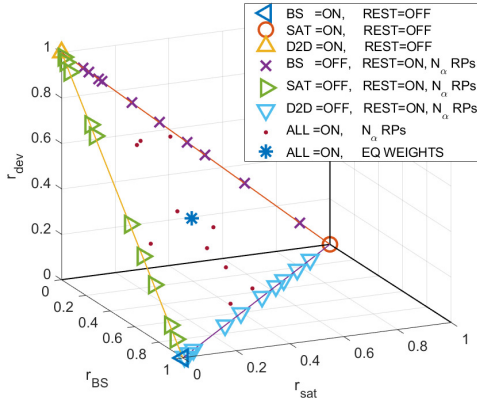 BS =ON, REST=OFF
SAT =ON, REST=OFF
D2D =ON, REST=OFF
BS =OFF, REST=ON, Nα RPs
SAT =OFF, REST=ON, Nα RPs
D2D =OFF, REST=ON, Nα RPs
ALL =ON, Nα RPs
ALL =ON, EQ WEIGHTS
1
0.8
0.6
0.4
0.2
0
r_dev
0
0.2
0.4
0.6
0.8
1
r_BS
0
0.2
0.4
0.6
0.8
1
r_sat